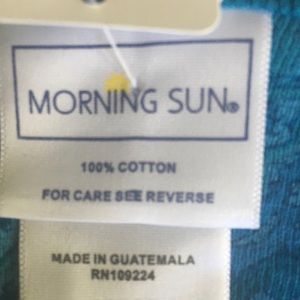 MORNING SUN®
100% COTTON
FOR CARE SEE REVERSE
MADE IN GUATEMALA
RN109224